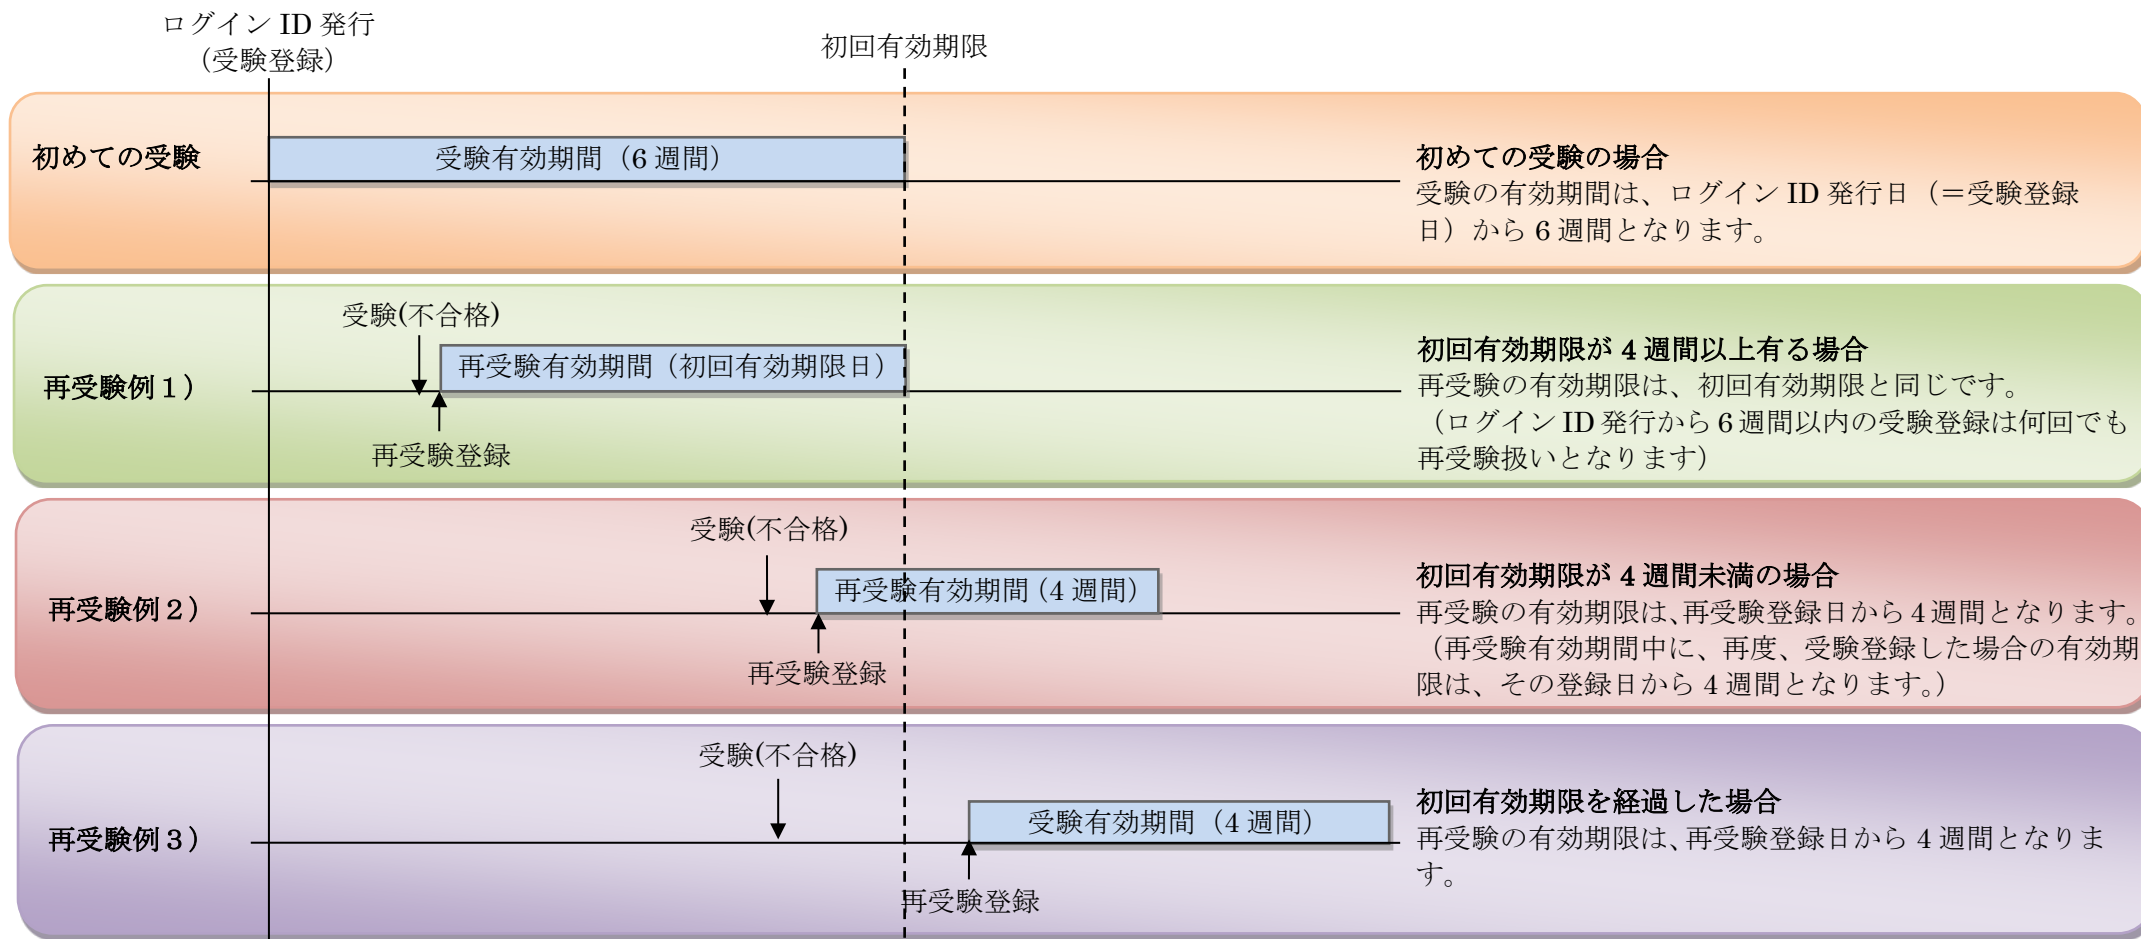 ログイン ID 発行
（受験登録）
初回有効期限
初めての受験
受験有効期間（6 週間）
初めての受験の場合
受験の有効期間は、ログイン ID 発行日（＝受験登録
日）から 6 週間となります。
受験(不合格)
再受験有効期間（初回有効期限日）
再受験例１）
再受験登録
初回有効期限が 4 週間以上有る場合
再受験の有効期限は、初回有効期限と同じです。
（ログイン ID 発行から 6 週間以内の受験登録は何回でも
再受験扱いとなります）
受験(不合格)
再受験有効期間（4 週間）
再受験例２）
再受験登録
初回有効期限が 4 週間未満の場合
再受験の有効期限は、再受験登録日から 4 週間となります。
（再受験有効期間中に、再度、受験登録した場合の有効期
限は、その登録日から 4 週間となります。）
受験(不合格)
受験有効期間（4 週間）
再受験例３）
再受験登録
初回有効期限を経過した場合
再受験の有効期限は、再受験登録日から 4 週間となりま
す。